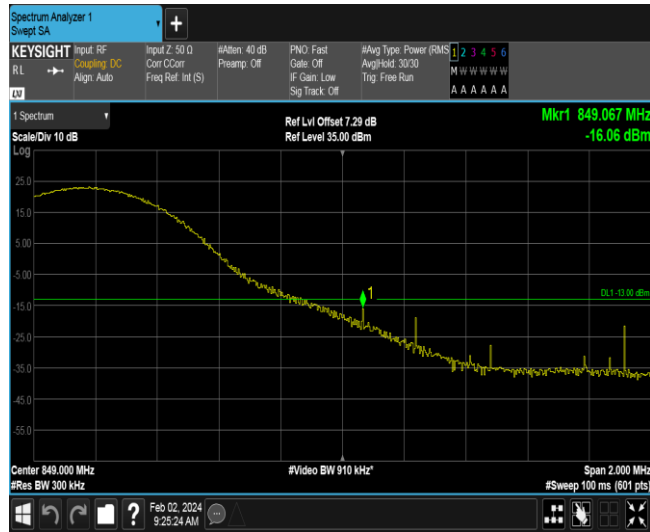 Spectrum Analyzer 1
Swept SA
+
KEYSIGHT Input: RF Input Z: 50 Ω #Atten: 40 dB PNO: Fast #Avg Type: Power (RMS 1 2 3 4 5 6
RL Coupling: DC Corr CCorr Preamp: Off Gate: Off Avg|Hold: 30/30 M W W W W W
Align: Auto Freq Ref: Int (S) IF Gain: Low Trig: Free Run
LXI Sig Track: Off A A A A A A
1 Spectrum Ref Lvl Offset 7.29 dB Mkr1 849.067 MHz
Scale/Div 10 dB Ref Level 35.00 dBm -16.06 dBm
Log
25.0
15.0
5.00
-5.00
1
DL1 -13.00 dBm
-15.0
-25.0
-35.0
-45.0
-55.0
Center 849.000 MHz #Video BW 910 kHz* Span 2.000 MHz
#Res BW 300 kHz #Sweep 100 ms (601 pts)
? Feb 02, 2024
9:25:24 AM